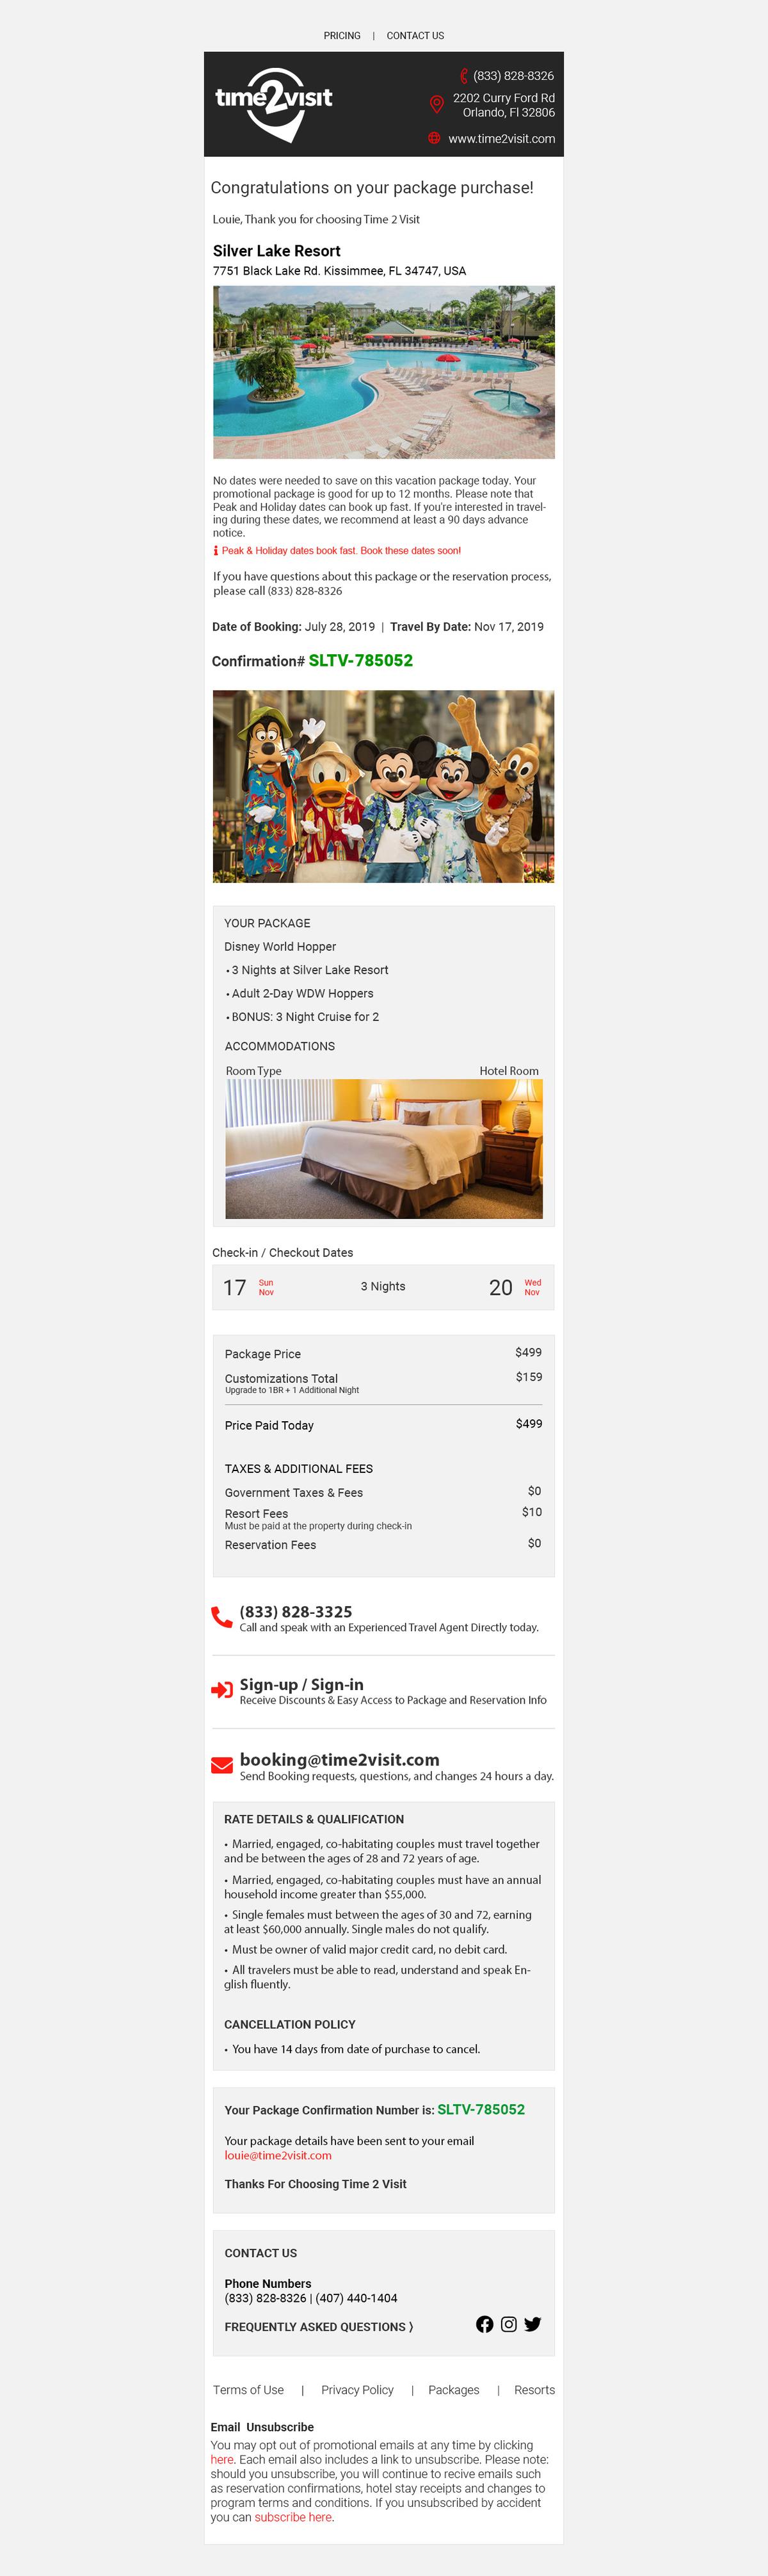 PRICING | CONTACT US
time2visit
(833) 828-8326
2202 Curry Ford Rd
Orlando, Fl 32806
www.time2visit.com
Congratulations on your package purchase!
Louie, Thank you for choosing Time 2 Visit
Silver Lake Resort
7751 Black Lake Rd. Kissimmee, FL 34747, USA
No dates were needed to save on this vacation package today. Your
promotional package is good for up to 12 months. Please note that
Peak and Holiday dates can book up fast. If you're interested in travel-
ing during these dates, we recommend at least a 90 days advance
notice.
Peak & Holiday dates book fast. Book these dates soon!
If you have questions about this package or the reservation process,
please call (833) 828-8326
Date of Booking: July 28, 2019 | Travel By Date: Nov 17, 2019
Confirmation# SLTV-785052
YOUR PACKAGE
Disney World Hopper
• 3 Nights at Silver Lake Resort
• Adult 2-Day WDW Hoppers
• BONUS: 3 Night Cruise for 2
ACCOMMODATIONS
Room Type Hotel Room
Check-in / Checkout Dates
17 Sun Nov 3 Nights 20 Wed Nov
Package Price $499
Customizations Total $159
Upgrade to 1BR + 1 Additional Night
Price Paid Today $499
TAXES & ADDITIONAL FEES
Government Taxes & Fees $0
Resort Fees $10
Must be paid at the property during check-in
Reservation Fees $0
(833) 828-3325
Call and speak with an Experienced Travel Agent Directly today.
Sign-up / Sign-in
Receive Discounts & Easy Access to Package and Reservation Info
booking@time2visit.com
Send Booking requests, questions, and changes 24 hours a day.
RATE DETAILS & QUALIFICATION
• Married, engaged, co-habitating couples must travel together
and be between the ages of 28 and 72 years of age.
• Married, engaged, co-habitating couples must have an annual
household income greater than $55,000.
• Single females must between the ages of 30 and 72, earning
at least $60,000 annually. Single males do not qualify.
• Must be owner of valid major credit card, no debit card.
• All travelers must be able to read, understand and speak En-
glish fluently.
CANCELLATION POLICY
• You have 14 days from date of purchase to cancel.
Your Package Confirmation Number is: SLTV-785052
Your package details have been sent to your email
louie@time2visit.com
Thanks For Choosing Time 2 Visit
CONTACT US
Phone Numbers
(833) 828-8326 | (407) 440-1404
FREQUENTLY ASKED QUESTIONS ⟩
Terms of Use | Privacy Policy | Packages | Resorts
Email Unsubscribe
You may opt out of promotional emails at any time by clicking
here. Each email also includes a link to unsubscribe. Please note:
should you unsubscribe, you will continue to recive emails such
as reservation confirmations, hotel stay receipts and changes to
program terms and conditions. If you unsubscribed by accident
you can subscribe here.